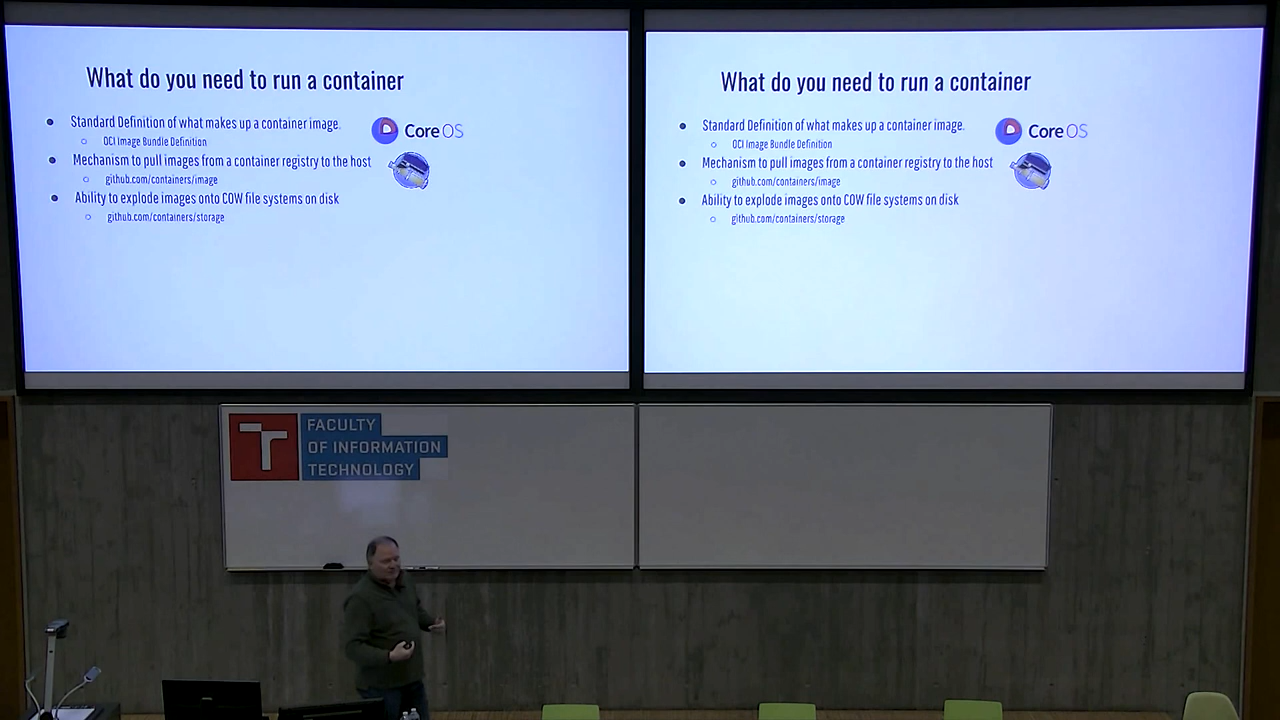 What do you need to run a container
Standard Definition of what makes up a container image.
OCI Image Bundle Definition
Mechanism to pull images from a container registry to the host
github.com/containers/image
Ability to explode images onto COW file systems on disk
github.com/containers/storage
CoreOS
What do you need to run a container
Standard Definition of what makes up a container image.
OCI Image Bundle Definition
Mechanism to pull images from a container registry to the host
github.com/containers/image
Ability to explode images onto COW file systems on disk
github.com/containers/storage
CoreOS
FACULTY
OF INFORMATION
TECHNOLOGY